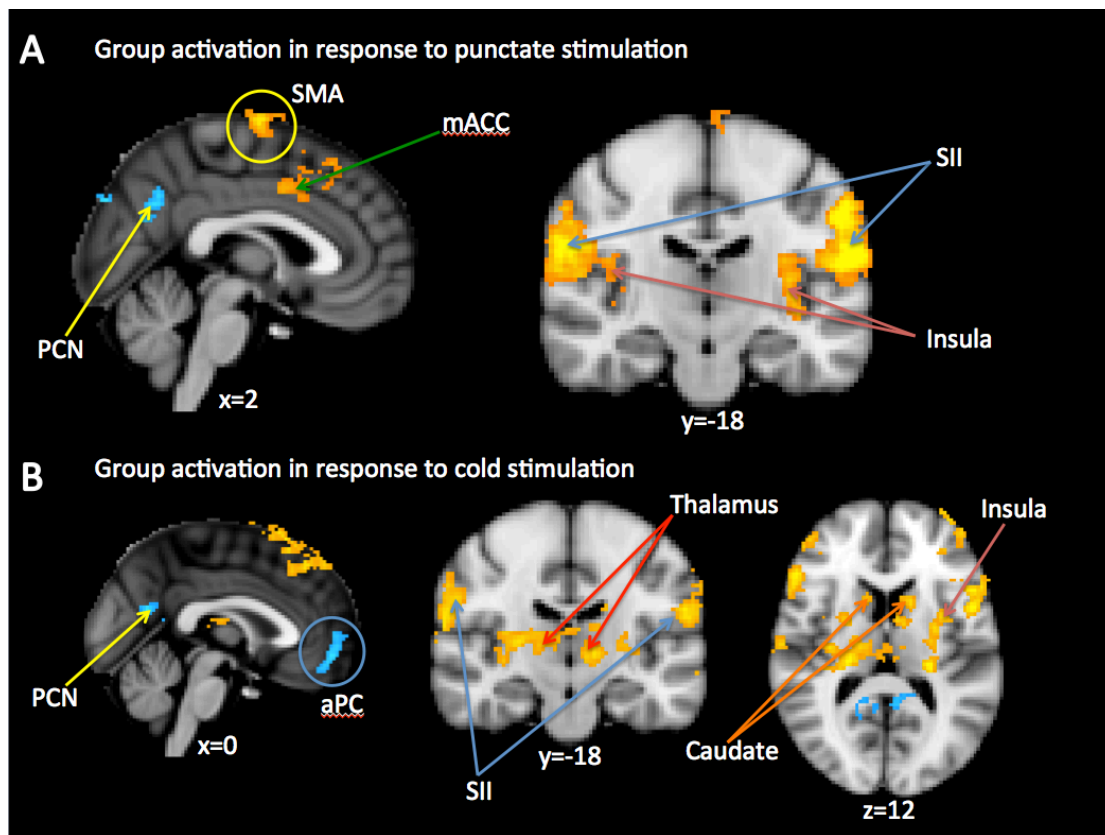 A
Group activation in response to punctate stimulation
SMA
mACC
SII
PCN
Insula
x=2
y=-18
B
Group activation in response to cold stimulation
Thalamus
Insula
PCN
aPC
x=0
SII
y=-18
Caudate
z=12